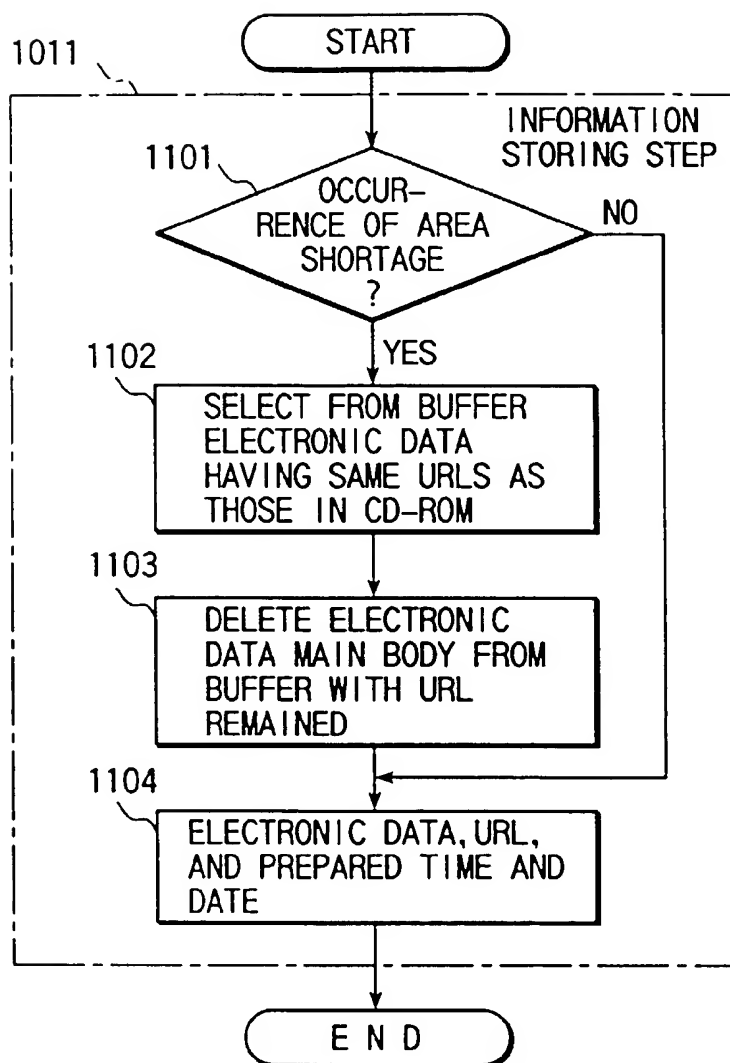 START
1011
INFORMATION
STORING STEP
1101
OCCUR-
RENCE OF AREA
SHORTAGE
?
NO
YES
1102
SELECT FROM BUFFER
ELECTRONIC DATA
HAVING SAME URLS AS
THOSE IN CD-ROM
1103
DELETE ELECTRONIC
DATA MAIN BODY FROM
BUFFER WITH URL
REMAINED
1104
ELECTRONIC DATA, URL,
AND PREPARED TIME AND
DATE
END